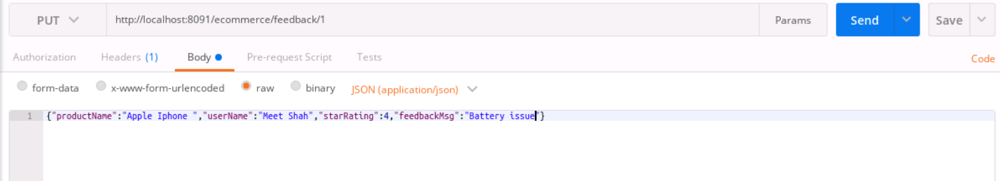 PUT http://localhost:8091/ecommerce/feedback/1 Params Send Save
Authorization Headers (1) Body Pre-request Script Tests Code
form-data x-www-form-urlencoded raw binary JSON (application/json)
1 {"productName":"Apple Iphone ","userName":"Meet Shah","starRating":4,"feedbackMsg":"Battery issue"}